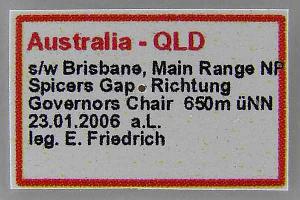 Australia - QLD
s/w Brisbane, Main Range NP
Spicers Gap - Richtung
Governors Chair 650m üNN
23.01.2006 a.L.
leg. E. Friedrich